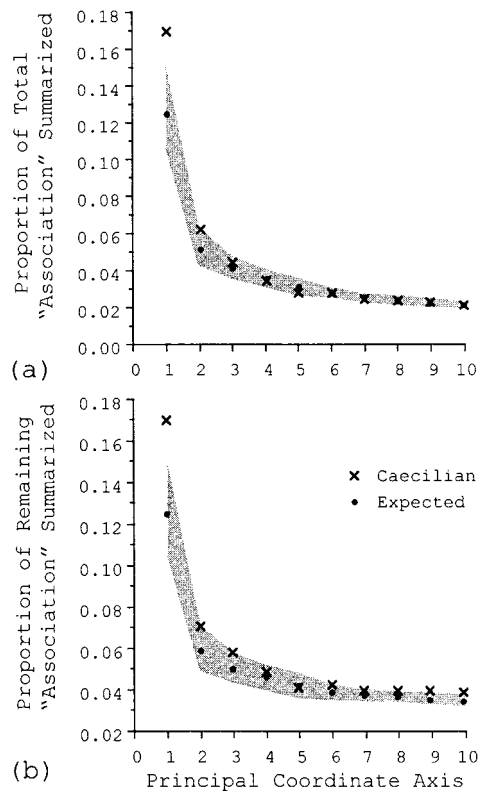 Proportion of Total
"Association" Summarized
0.18
0.16
0.14
0.12
0.10
0.08
0.06
0.04
0.02
0.00
0 1 2 3 4 5 6 7 8 9 10
(a)
Proportion of Remaining
"Association" Summarized
0.18
0.16
0.14
0.12
0.10
0.08
0.06
0.04
0.02
Caecilian
Expected
0 1 2 3 4 5 6 7 8 9 10
(b)
Principal Coordinate Axis